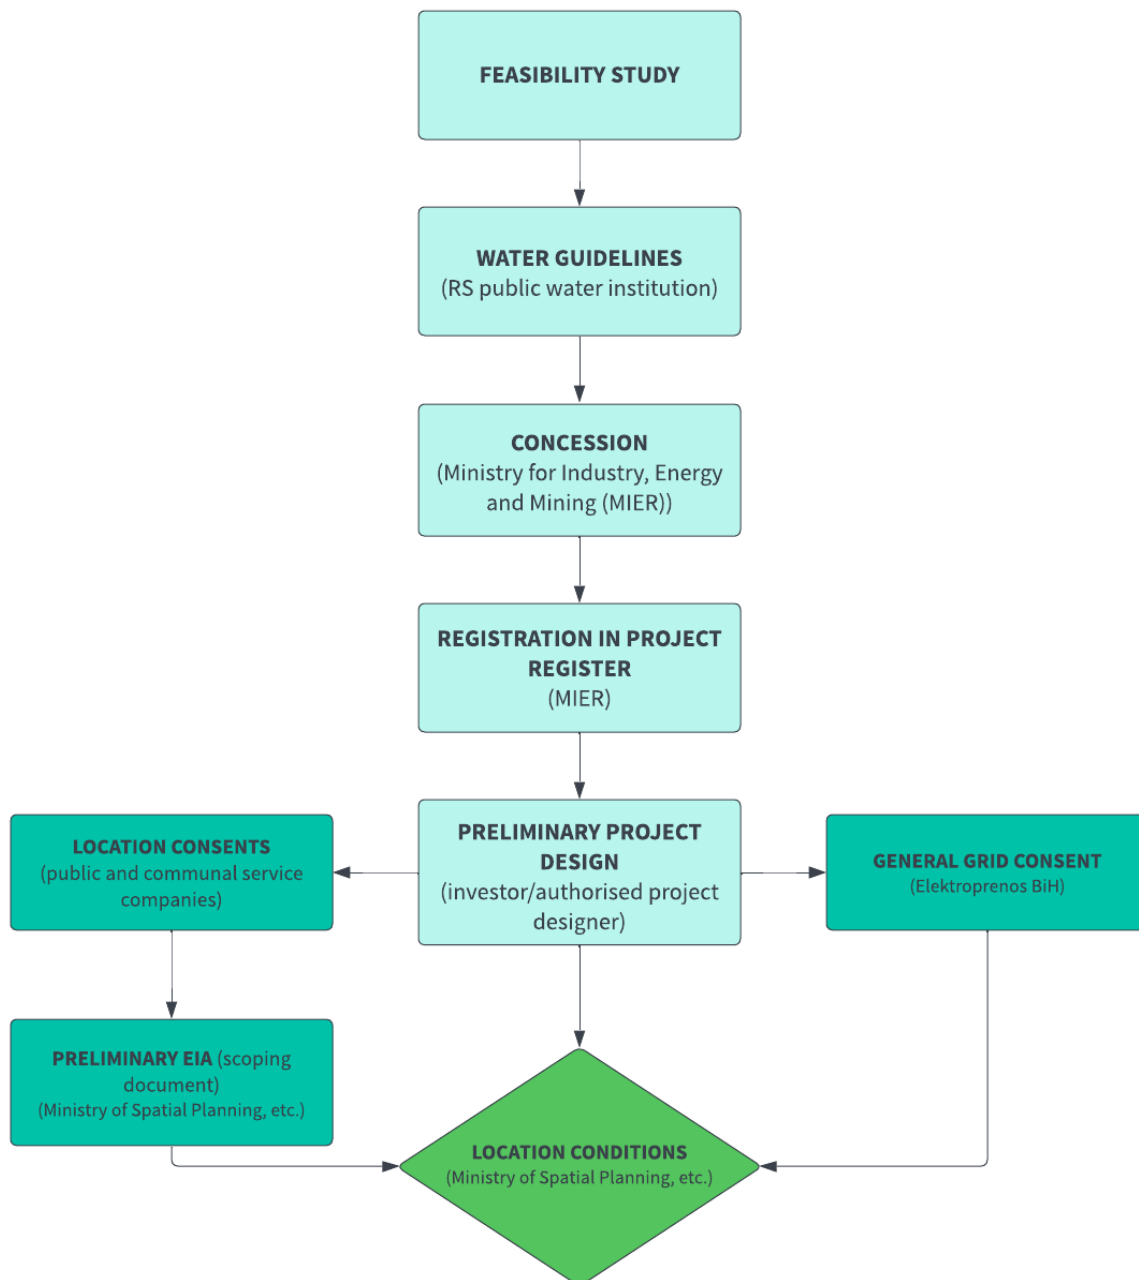 FEASIBILITY STUDY
WATER GUIDELINES
(RS public water institution)
CONCESSION
(Ministry for Industry, Energy
and Mining (MIER))
REGISTRATION IN PROJECT
REGISTER
(MIER)
LOCATION CONSENTS
(public and communal service
companies)
PRELIMINARY PROJECT
DESIGN
(investor/authorised project
designer)
GENERAL GRID CONSENT
(Elektroprenos BiH)
PRELIMINARY EIA (scoping
document)
(Ministry of Spatial Planning, etc.)
LOCATION CONDITIONS
(Ministry of Spatial Planning, etc.)